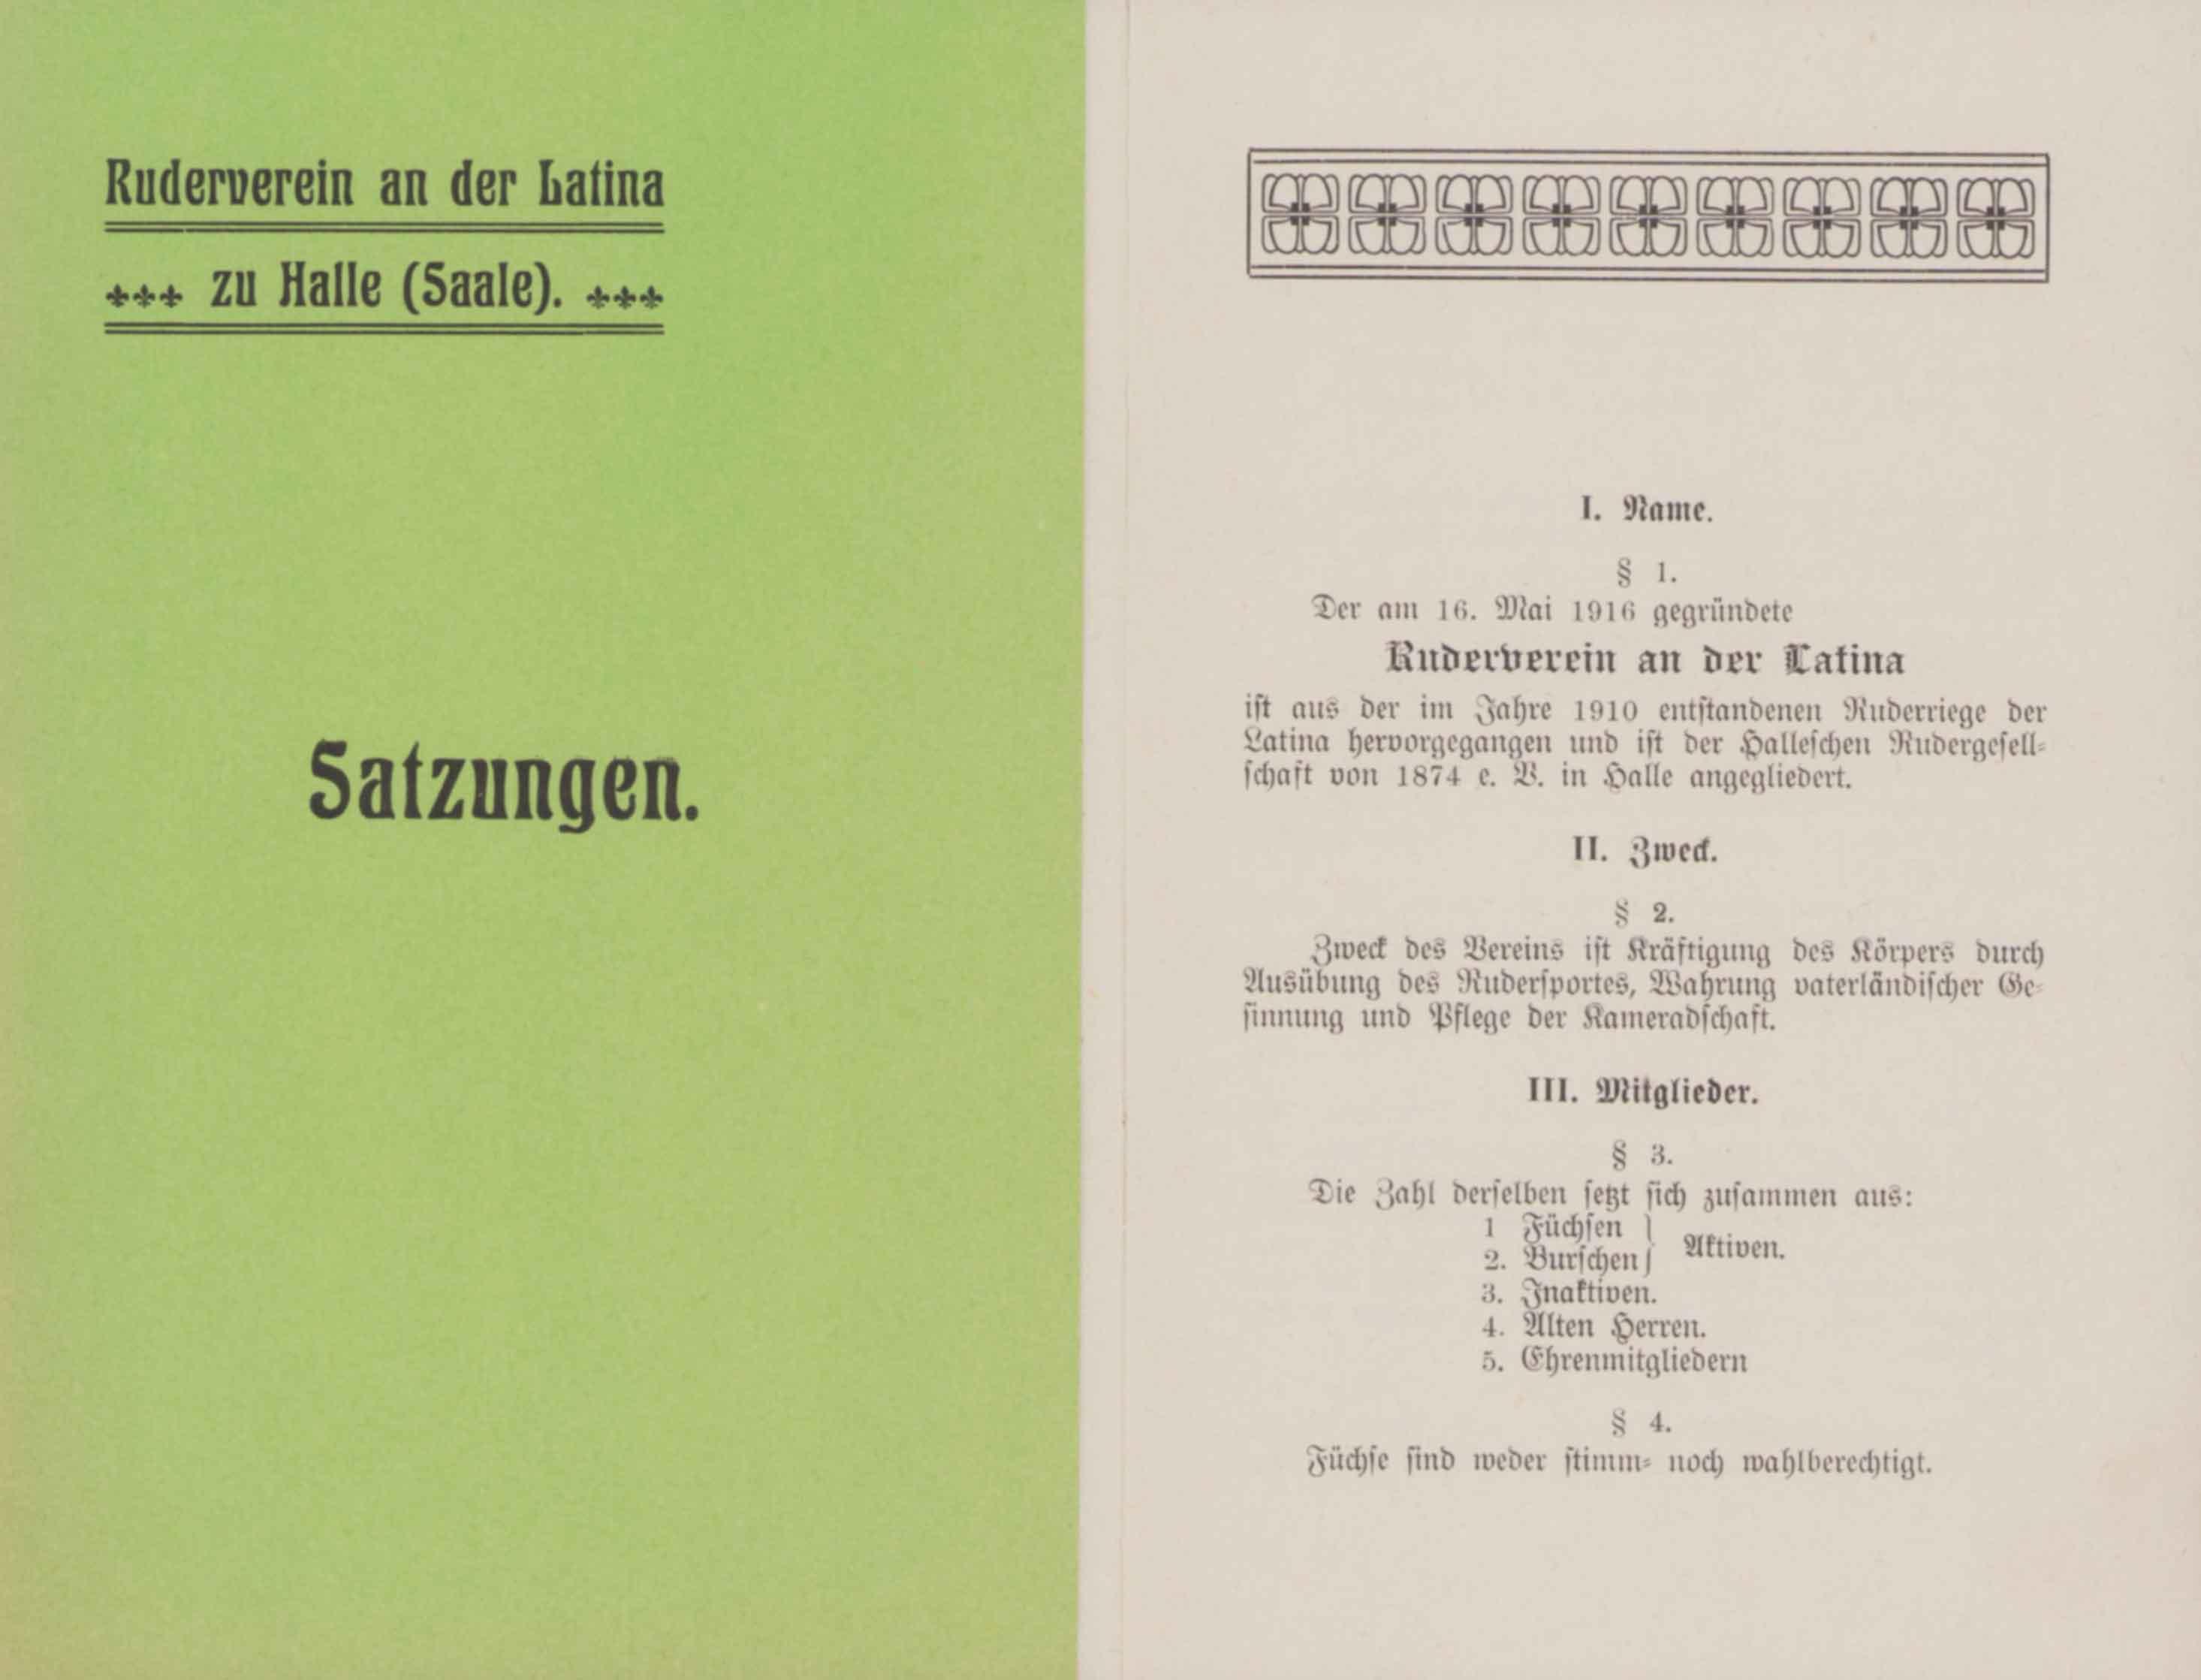 Ruderverein an der Latina
zu Halle (Saale).
Satzungen.
I. Name.
§ 1.
Der am 16. Mai 1916 gegründete
Ruderverein an der Latina
ist aus der im Jahre 1910 entstandenen Ruderriege der
Latina hervorgegangen und ist der Halleschen Rudergesell-
schaft von 1874 e. V. in Halle angegliedert.
II. Zweck.
§ 2.
Zweck des Vereins ist Kräftigung des Körpers durch
Ausübung des Rudersportes, Wahrung vaterländischer Ge-
sinnung und Pflege der Kameradschaft.
III. Mitglieder.
§ 3.
Die Zahl derselben setzt sich zusammen aus:
1 Füchsen }
2. Burschen } Aktiven.
3. Inaktiven.
4. Alten Herren.
5. Ehrenmitgliedern
§ 4.
Füchse sind weder stimm- noch wahlberechtigt.